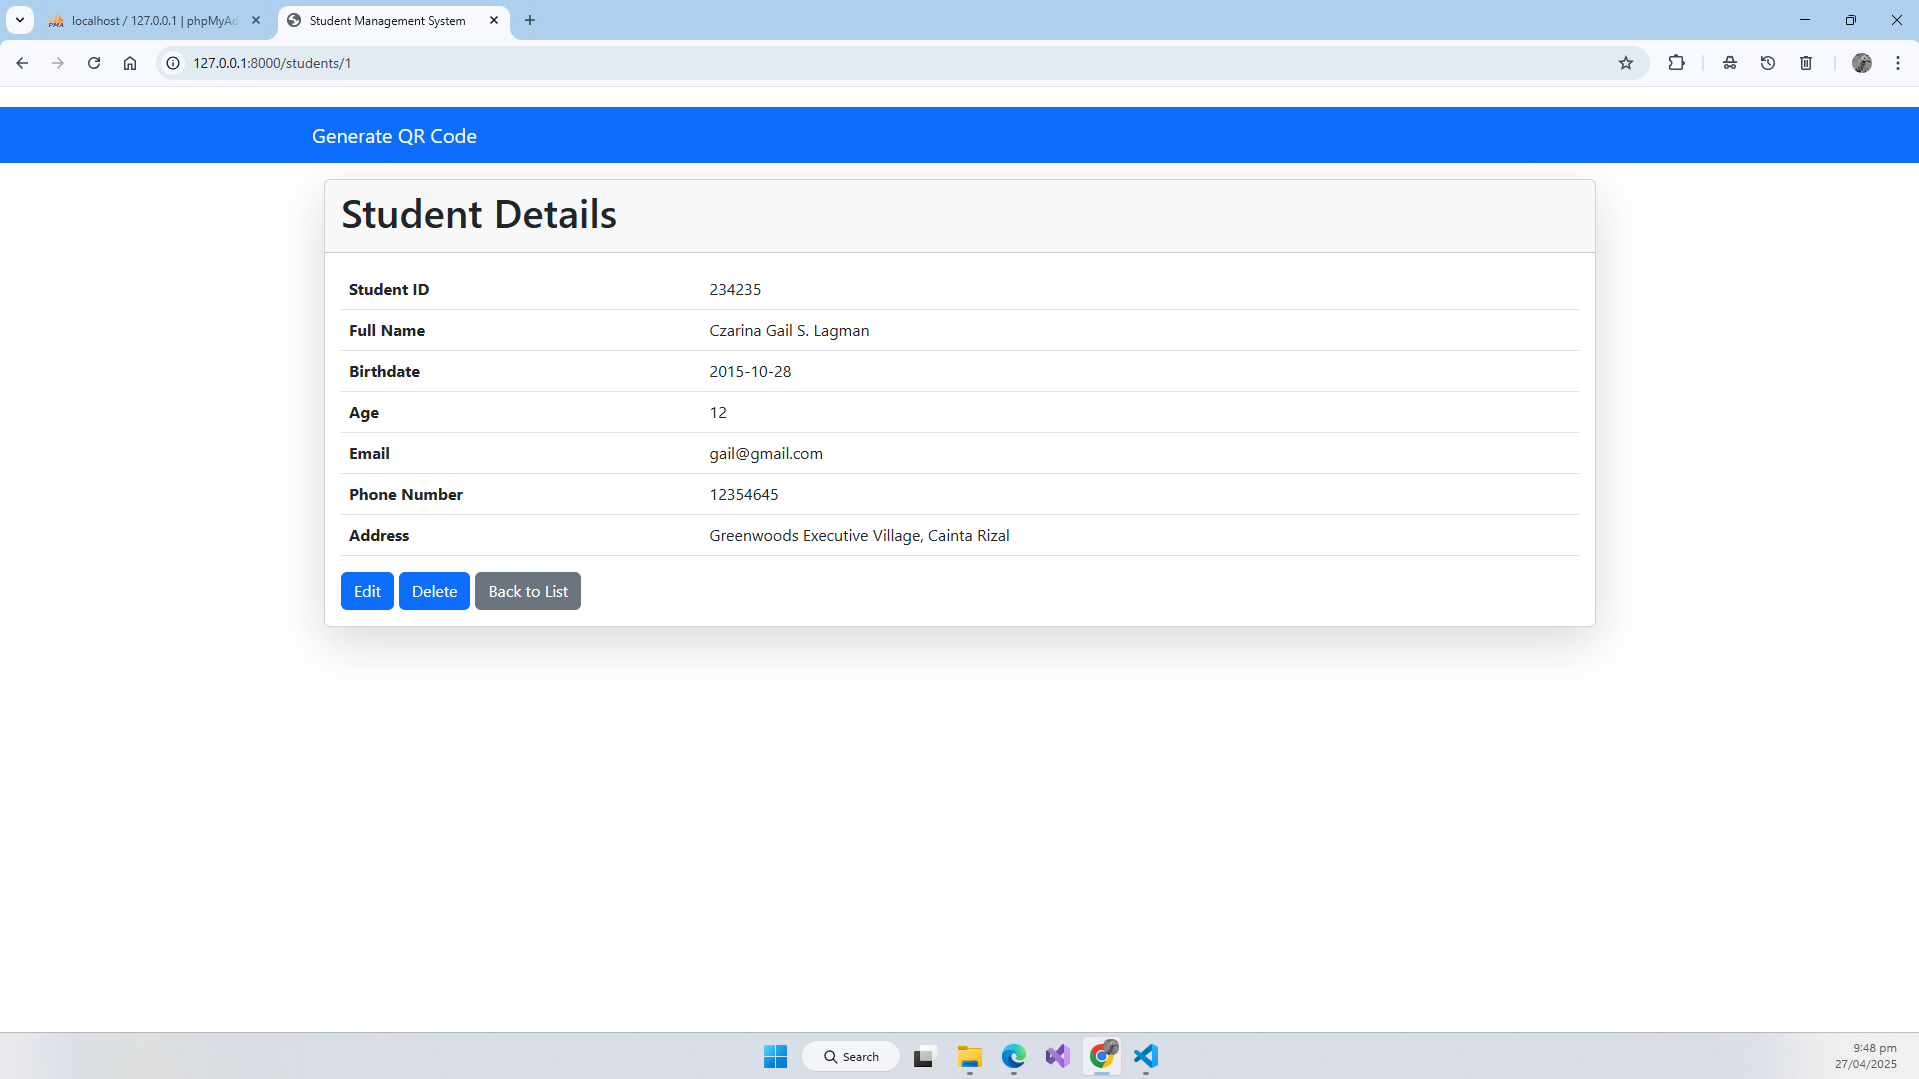 localhost / 127.0.0.1 | phpMyAd
Student Management System
127.0.0.1:8000/students/1
Generate QR Code
Student Details
Student ID 234235
Full Name Czarina Gail S. Lagman
Birthdate 2015-10-28
Age 12
Email gail@gmail.com
Phone Number 12354645
Address Greenwoods Executive Village, Cainta Rizal
Edit Delete Back to List
Search
9:48 pm
27/04/2025